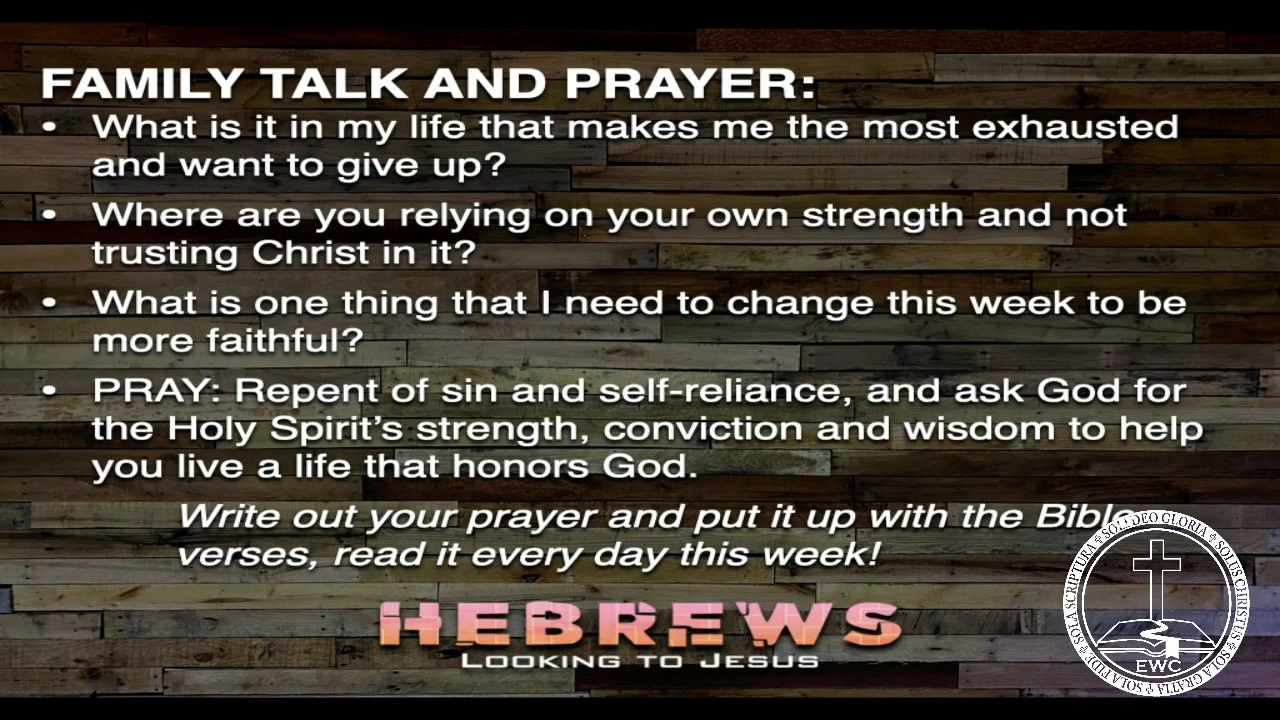 FAMILY TALK AND PRAYER:
• What is it in my life that makes me the most exhausted
and want to give up?
• Where are you relying on your own strength and not
trusting Christ in it?
• What is one thing that I need to change this week to be
more faithful?
• PRAY: Repent of sin and self-reliance, and ask God for
the Holy Spirit's strength, conviction and wisdom to help
you live a life that honors God.
Write out your prayer and put it up with the Bible
verses, read it every day this week!
HEBREWS
LOOKING TO JESUS
SOLI DEO GLORIA ✞ SOLUS CHRISTUS ✞ SOLA GRATIA ✞ SOLA FIDE ✞ SOLA SCRIPTURA ✞
EWC